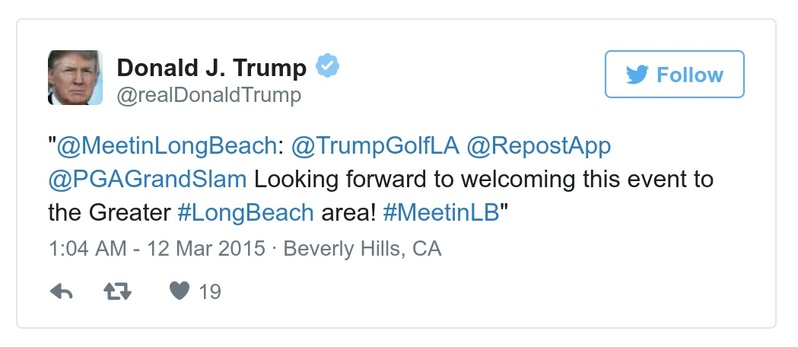 Donald J. Trump
Follow
@realDonaldTrump
"@MeetinLongBeach: @TrumpGolfLA @RepostApp
@PGAGrandSlam Looking forward to welcoming this event to
the Greater #LongBeach area! #MeetinLB"
1:04 AM - 12 Mar 2015 · Beverly Hills, CA
19